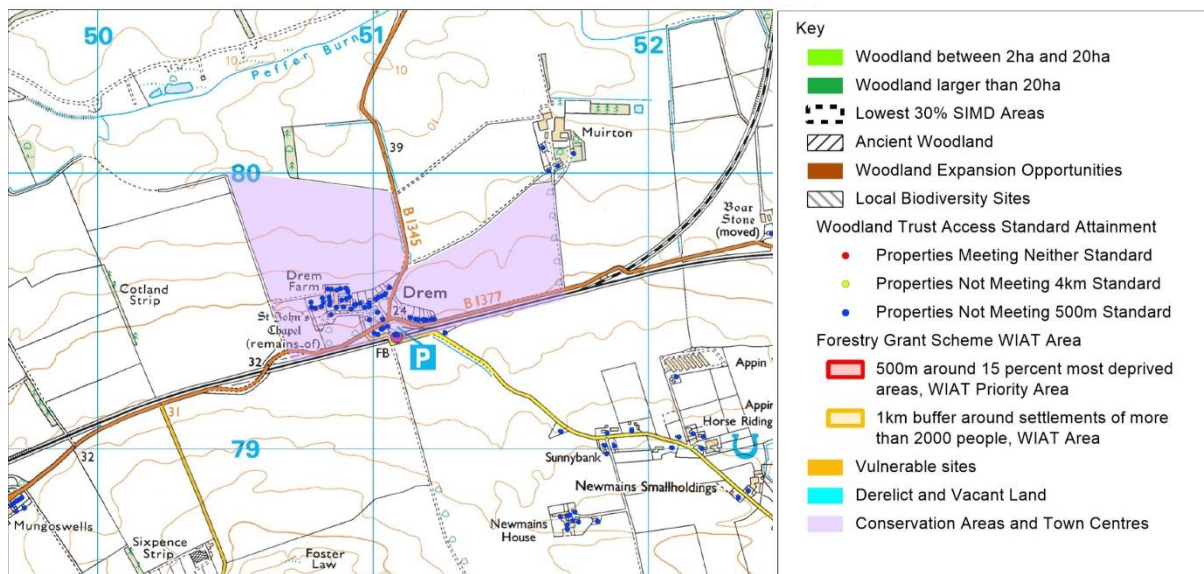 50
51
52
Peffer Burn
10
10
10
39
Muirton
80
B 1345
Boar
Stone
(moved)
Cotland
Strip
Drem
Farm
Drem
B 1377
St John's
Chapel
(remains of)
24
32
FB
P
31
79
32
Appin
Horse Riding
Sunnybank
Newmains Smallholdings
Mungoswells
Newmains
House
Sixpence
Strip
Foster
Law
Key
Woodland between 2ha and 20ha
Woodland larger than 20ha
Lowest 30% SIMD Areas
Ancient Woodland
Woodland Expansion Opportunities
Local Biodiversity Sites
Woodland Trust Access Standard Attainment
Properties Meeting Neither Standard
Properties Not Meeting 4km Standard
Properties Not Meeting 500m Standard
Forestry Grant Scheme WIAT Area
500m around 15 percent most deprived
areas, WIAT Priority Area
1km buffer around settlements of more
than 2000 people, WIAT Area
Vulnerable sites
Derelict and Vacant Land
Conservation Areas and Town Centres